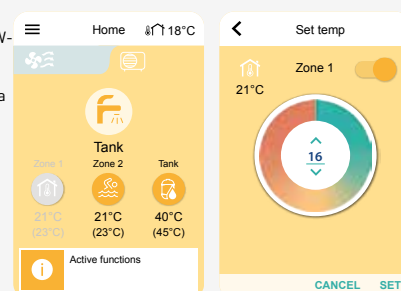 Home 18°C
Tank
Zone 1 Zone 2 Tank
21°C 21°C 40°C
(23°C) (23°C) (45°C)
i
Active functions
Set temp
Zone 1
21°C
16
CANCEL SET